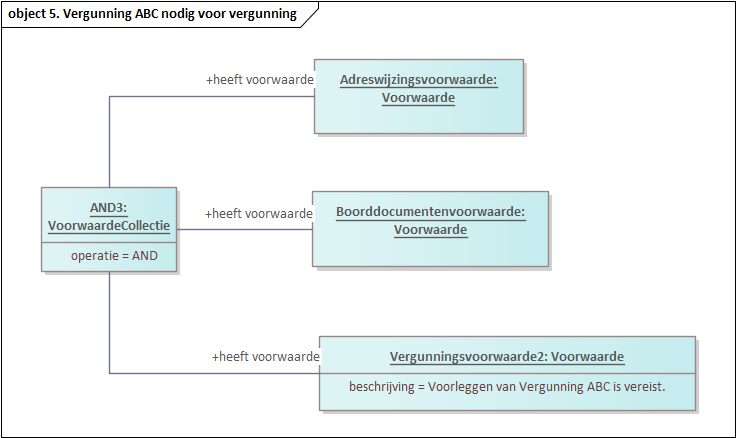 object 5. Vergunning ABC nodig voor vergunning
+heeft voorwaarde
Adreswijzingsvoorwaarde:
Voorwaarde
AND3:
VoorwaardeCollectie
operatie = AND
+heeft voorwaarde
Boorddocumentenvoorwaarde:
Voorwaarde
+heeft voorwaarde
Vergunningsvoorwaarde2: Voorwaarde
beschrijving = Voorleggen van Vergunning ABC is vereist.